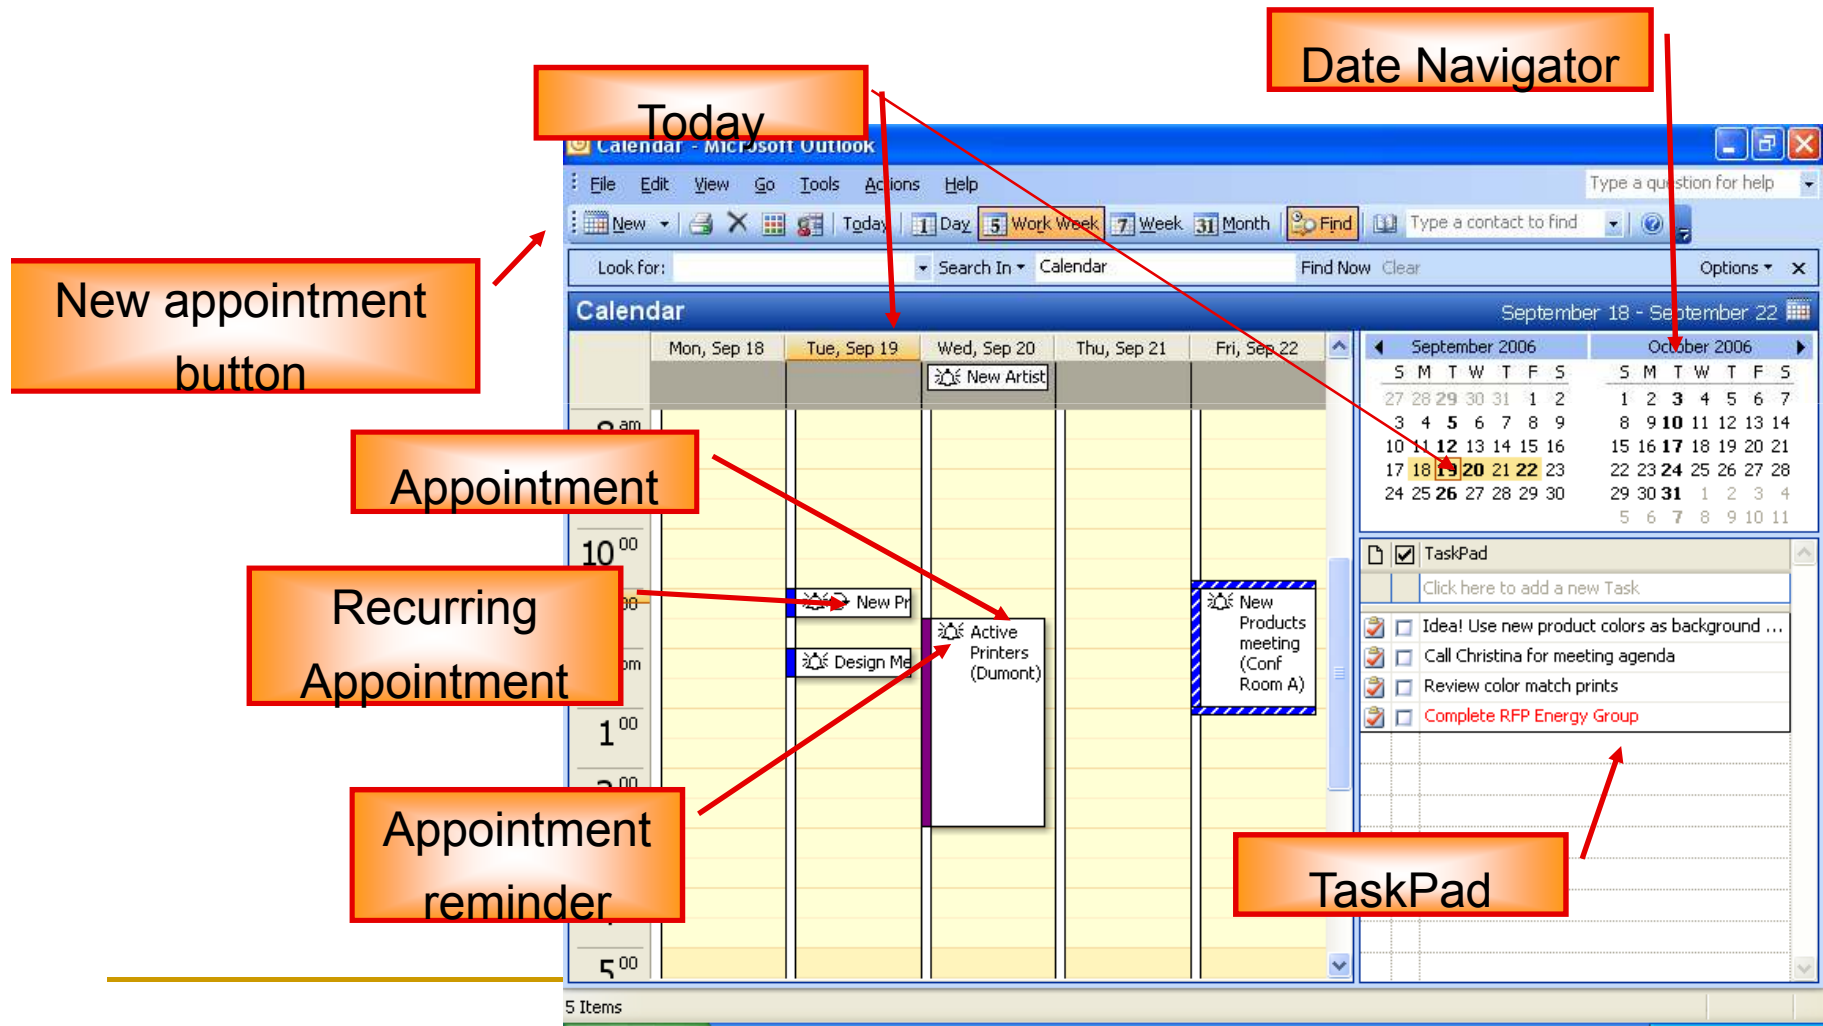 Date Navigator
Today
Calendar - Microsoft Outlook
File Edit View Go Tools Actions Help
Type a question for help
New Today 1 Day 5 Work Week 7 Week 31 Month Find Type a contact to find
Look for: Search In Calendar Find Now Clear Options
New appointment
button
Calendar
September 18 - September 22
Mon, Sep 18 Tue, Sep 19 Wed, Sep 20 Thu, Sep 21 Fri, Sep 22
New Artist
September 2006
S M T W T F S
27 28 29 30 31 1 2
3 4 5 6 7 8 9
10 11 12 13 14 15 16
17 18 19 20 21 22 23
24 25 26 27 28 29 30
October 2006
S M T W T F S
1 2 3 4 5 6 7
8 9 10 11 12 13 14
15 16 17 18 19 20 21
22 23 24 25 26 27 28
29 30 31 1 2 3 4
5 6 7 8 9 10 11
am
Appointment
10 00
Recurring
Appointment
New Pr
Design Me
Active
Printers
(Dumont)
New
Products
meeting
(Conf
Room A)
1 00
Appointment
reminder
5 00
TaskPad
Click here to add a new Task
Idea! Use new product colors as background ...
Call Christina for meeting agenda
Review color match prints
Complete RFP Energy Group
TaskPad
5 Items